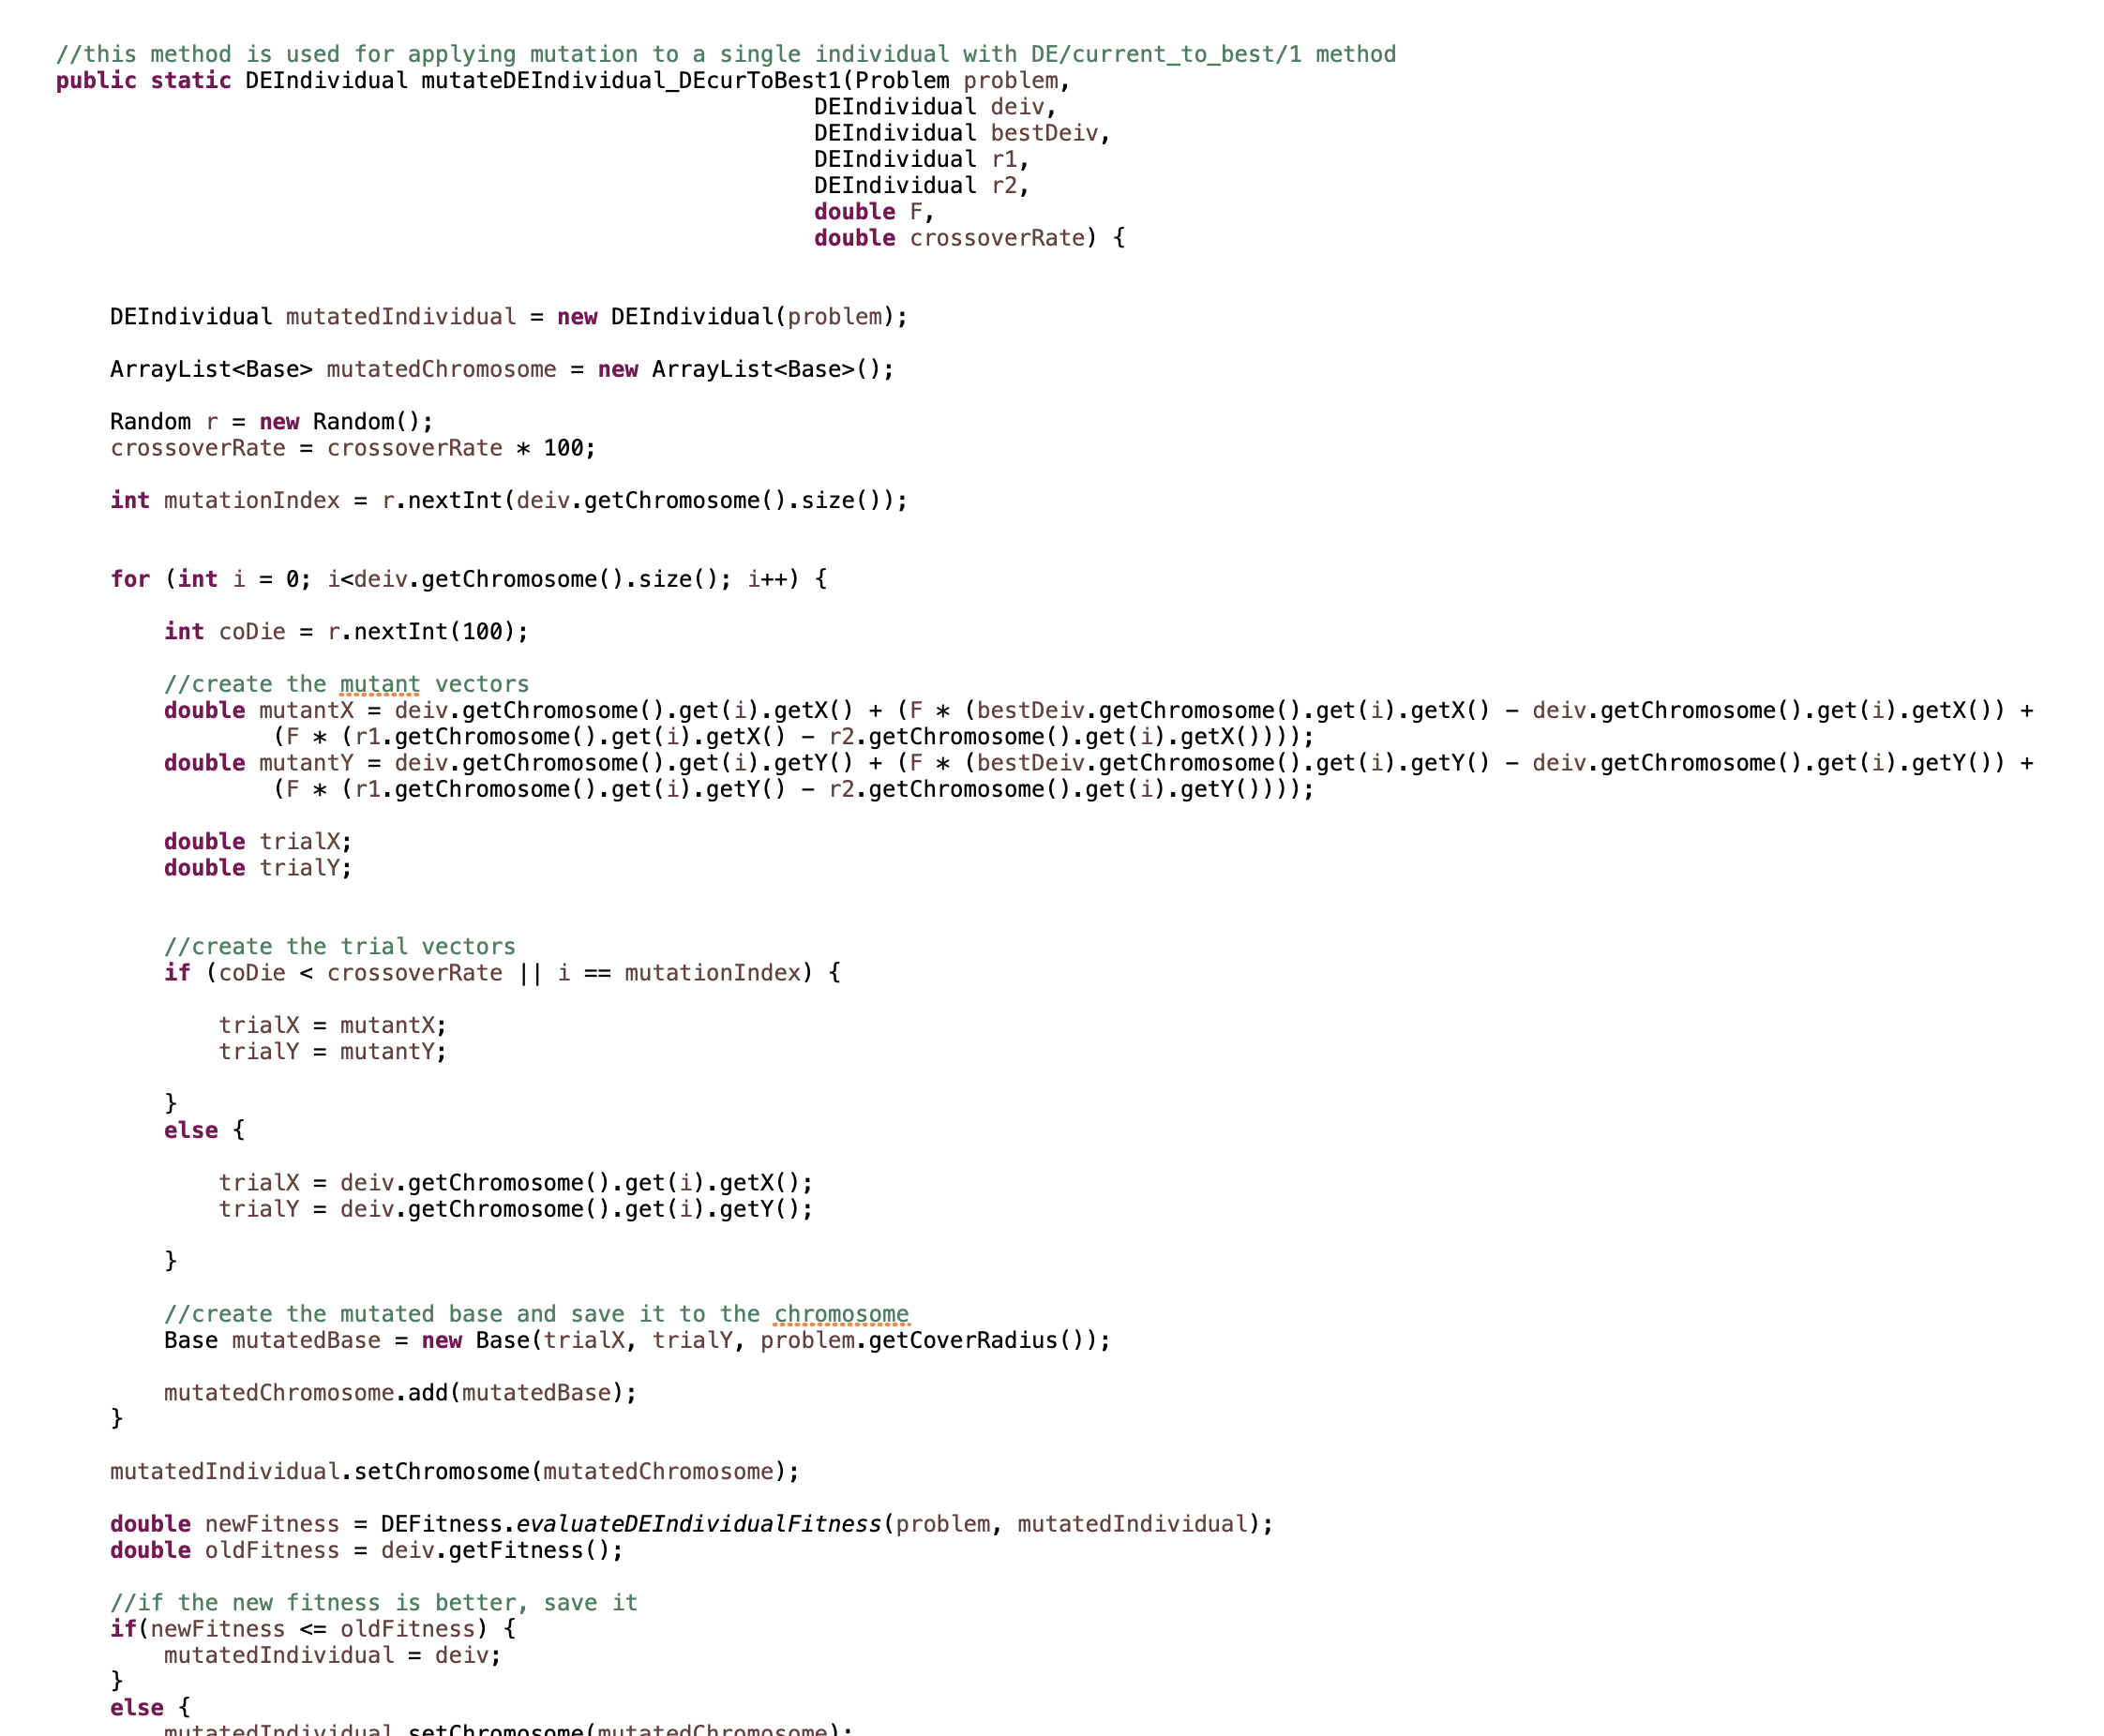 //this method is used for applying mutation to a single individual with DE/current_to_best/1 method
public static DEIndividual mutateDEIndividual_DEcurToBest1(Problem problem,
DEIndividual deiv,
DEIndividual bestDeiv,
DEIndividual r1,
DEIndividual r2,
double F,
double crossoverRate) {
DEIndividual mutatedIndividual = new DEIndividual(problem);
ArrayList<Base> mutatedChromosome = new ArrayList<Base>();
Random r = new Random();
crossoverRate = crossoverRate * 100;
int mutationIndex = r.nextInt(deiv.getChromosome().size());
for (int i = 0; i<deiv.getChromosome().size(); i++) {
int coDie = r.nextInt(100);
//create the mutant vectors
double mutantX = deiv.getChromosome().get(i).getX() + (F * (bestDeiv.getChromosome().get(i).getX() - deiv.getChromosome().get(i).getX()) +
(F * (r1.getChromosome().get(i).getX() - r2.getChromosome().get(i).getX())));
double mutantY = deiv.getChromosome().get(i).getY() + (F * (bestDeiv.getChromosome().get(i).getY() - deiv.getChromosome().get(i).getY()) +
(F * (r1.getChromosome().get(i).getY() - r2.getChromosome().get(i).getY())));
double trialX;
double trialY;
//create the trial vectors
if (coDie < crossoverRate || i == mutationIndex) {
trialX = mutantX;
trialY = mutantY;
}
else {
trialX = deiv.getChromosome().get(i).getX();
trialY = deiv.getChromosome().get(i).getY();
}
//create the mutated base and save it to the chromosome
Base mutatedBase = new Base(trialX, trialY, problem.getCoverRadius());
mutatedChromosome.add(mutatedBase);
}
mutatedIndividual.setChromosome(mutatedChromosome);
double newFitness = DEFitness.evaluateDEIndividualFitness(problem, mutatedIndividual);
double oldFitness = deiv.getFitness();
//if the new fitness is better, save it
if(newFitness <= oldFitness) {
mutatedIndividual = deiv;
}
else {
mutatedIndividual.setChromosome(mutatedChromosome);